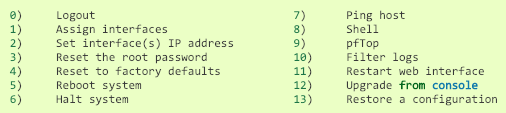 0) Logout 7) Ping host
1) Assign interfaces 8) Shell
2) Set interface(s) IP address 9) pfTop
3) Reset the root password 10) Filter logs
4) Reset to factory defaults 11) Restart web interface
5) Reboot system 12) Upgrade from console
6) Halt system 13) Restore a configuration